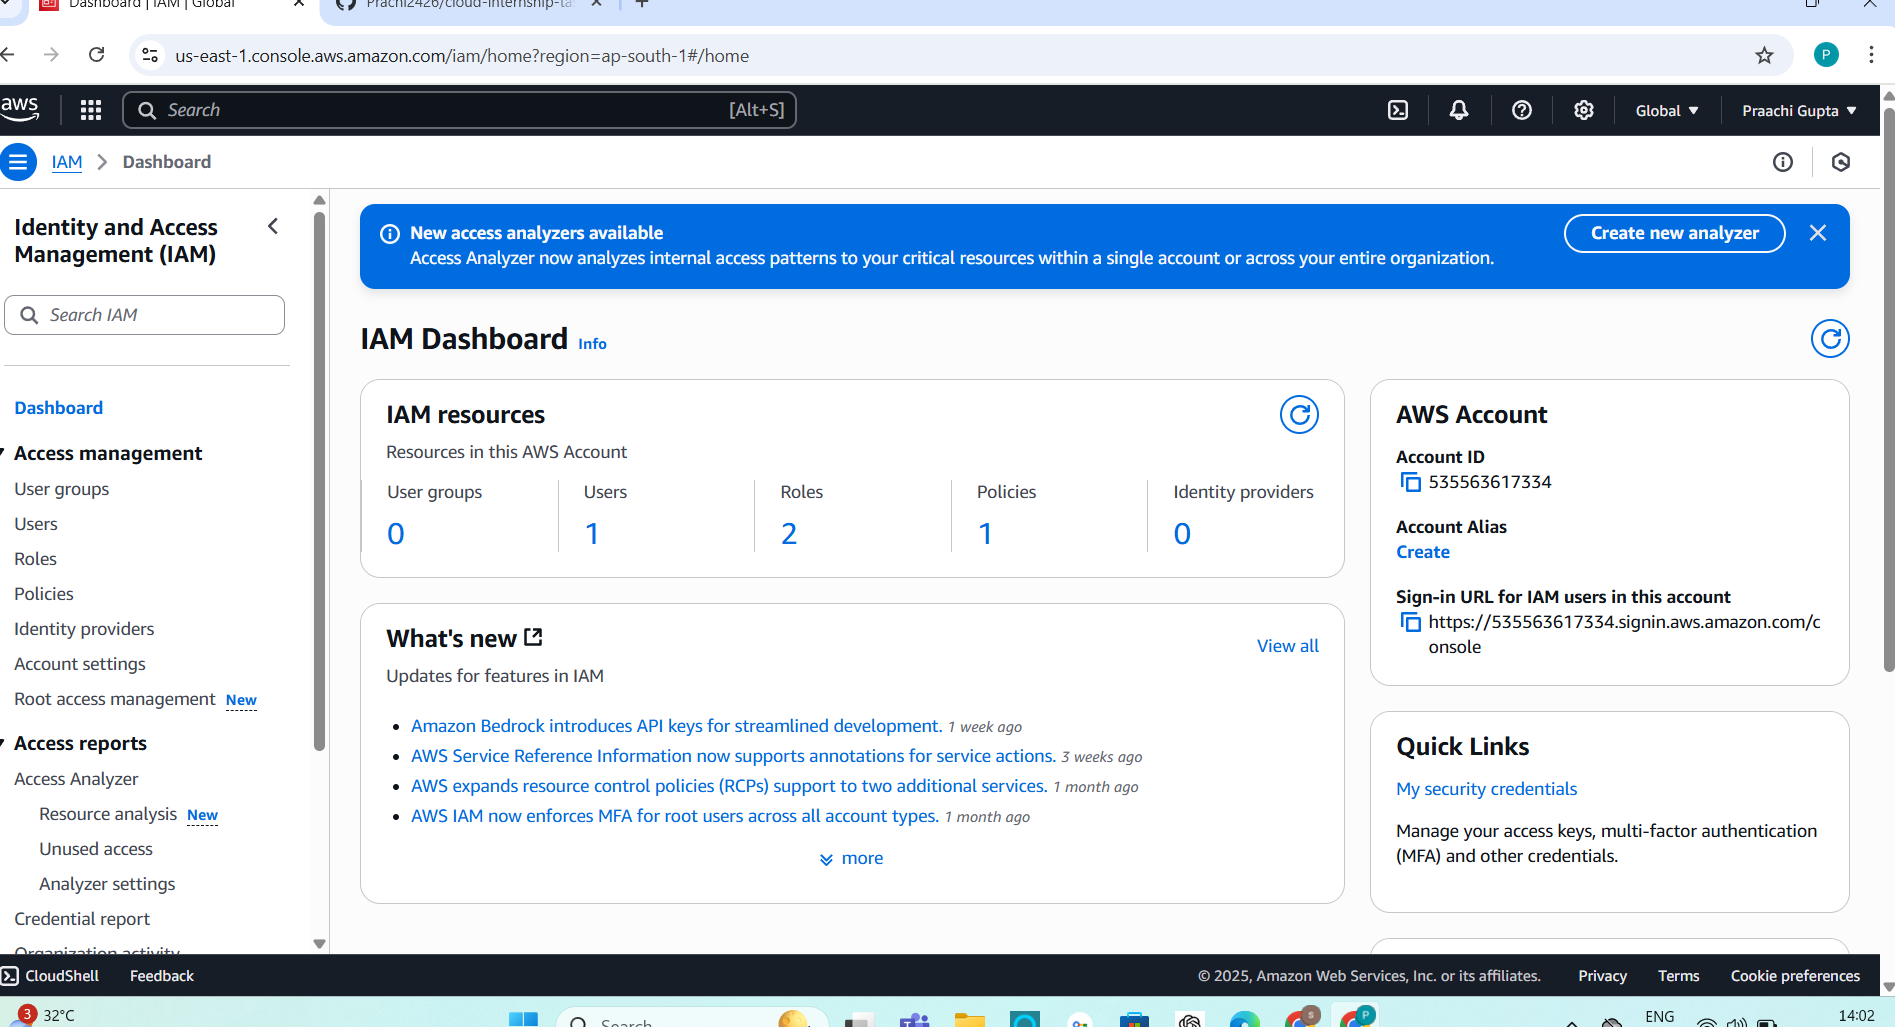 Dashboard | IAM | Global
Prachi2426/cloud-internship-ta
us-east-1.console.aws.amazon.com/iam/home?region=ap-south-1#/home
P
aws
Search
[Alt+S]
Global
Praachi Gupta
IAM
Dashboard
Identity and Access
Management (IAM)
Search IAM
Dashboard
Access management
User groups
Users
Roles
Policies
Identity providers
Account settings
Root access management New
Access reports
Access Analyzer
Resource analysis New
Unused access
Analyzer settings
Credential report
Organization activity
New access analyzers available
Access Analyzer now analyzes internal access patterns to your critical resources within a single account or across your entire organization.
Create new analyzer
IAM Dashboard Info
IAM resources
Resources in this AWS Account
User groups
0
Users
1
Roles
2
Policies
1
Identity providers
0
What's new
View all
Updates for features in IAM
Amazon Bedrock introduces API keys for streamlined development. 1 week ago
AWS Service Reference Information now supports annotations for service actions. 3 weeks ago
AWS expands resource control policies (RCPs) support to two additional services. 1 month ago
AWS IAM now enforces MFA for root users across all account types. 1 month ago
more
AWS Account
Account ID
535563617334
Account Alias
Create
Sign-in URL for IAM users in this account
https://535563617334.signin.aws.amazon.com/c
onsole
Quick Links
My security credentials
Manage your access keys, multi-factor authentication
(MFA) and other credentials.
CloudShell
Feedback
© 2025, Amazon Web Services, Inc. or its affiliates.
Privacy
Terms
Cookie preferences
3
32°C
Search
S
P
ENG
14:02